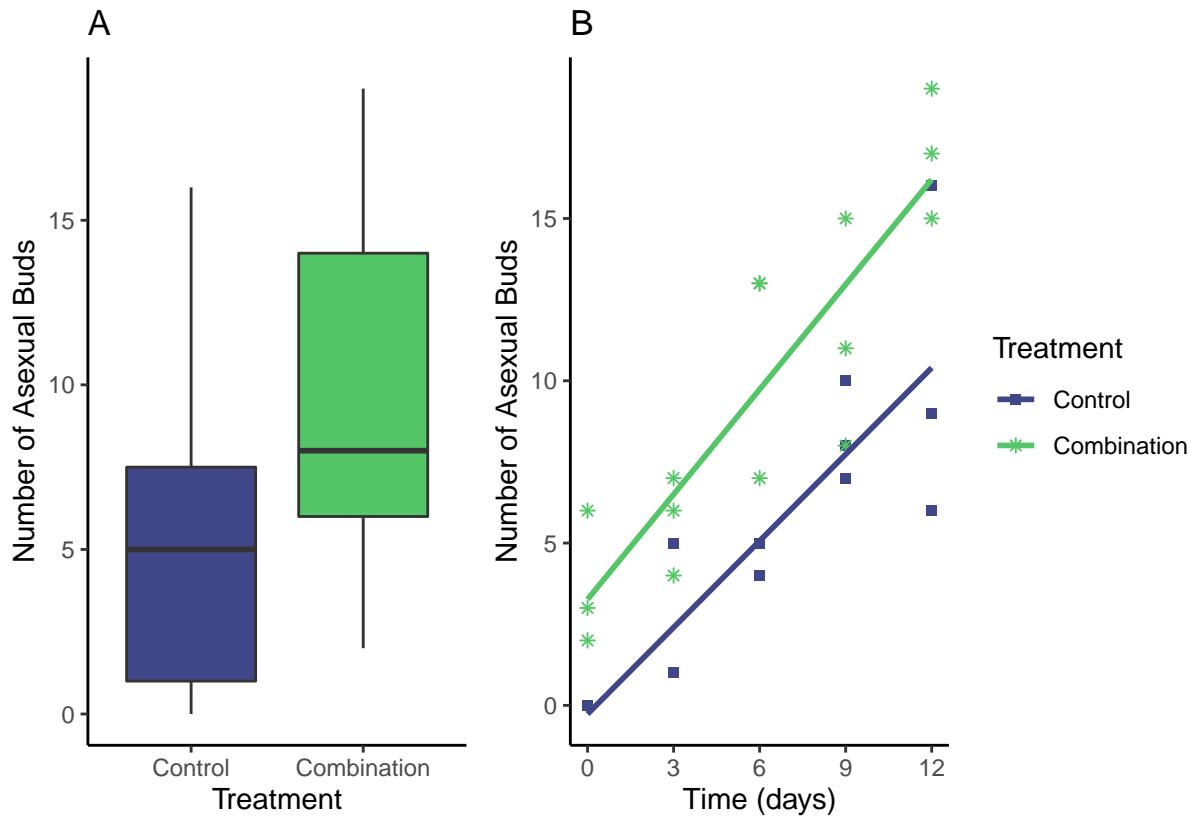 A
Number of Asexual Buds
15
10
5
0
Control
Combination
Treatment
B
Number of Asexual Buds
15
10
5
0
0
3
6
9
12
Time (days)
Treatment
Control
Combination